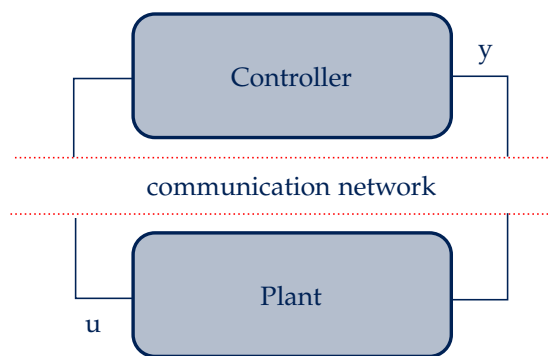 y
Controller
communication network
Plant
u